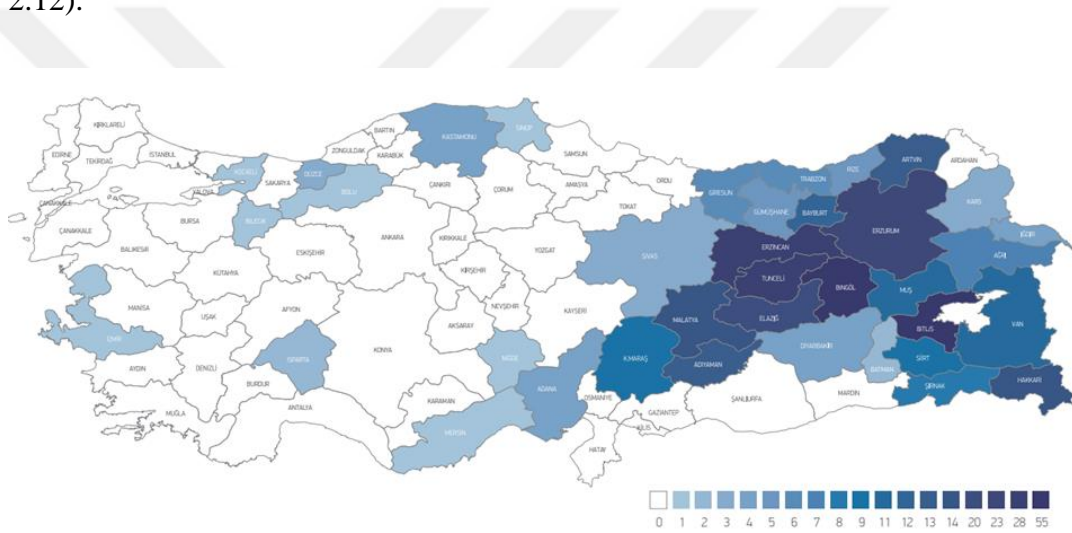 2.12).
KIRKLARELİ
EDİRNE
TEKİRDAĞ
İSTANBUL
KOCAELİ
YALOVA
SAKARYA
DÜZCE
ZONGULDAK
BARTIN
KARABÜK
KASTAMONU
SİNOP
SAMSUN
ÇANAKKALE
ÇANAKKALE
BURSA
BİLECİK
BOLU
ÇANKIRI
ÇORUM
AMASYA
ORDU
TOKAT
GİRESUN
TRABZON
GÜMÜŞHANE
BAYBURT
RİZE
ARTVİN
ARDAHAN
KARS
IĞDIR
AĞRI
ERZURUM
ERZİNCAN
TUNCELİ
BİNGÖL
MUŞ
BİTLİS
VAN
BALIKESİR
KÜTAHYA
ESKİŞEHİR
ANKARA
KIRIKKALE
YOZGAT
SİVAS
KIRŞEHİR
NEVŞEHİR
KAYSERİ
MALATYA
ELAZIĞ
DİYARBAKIR
BATMAN
SİİRT
ŞIRNAK
HAKKARİ
MANİSA
UŞAK
AFYON
İZMİR
AYDIN
DENİZLİ
ISPARTA
BURDUR
KONYA
AKSARAY
NİĞDE
ADANA
K.MARAŞ
ADIYAMAN
OSMANİYE
GAZİANTEP
ŞANLIURFA
MARDİN
MUĞLA
ANTALYA
KARAMAN
MERSİN
HATAY
0 1 2 3 4 5 6 7 8 9 11 12 13 14 20 23 28 55